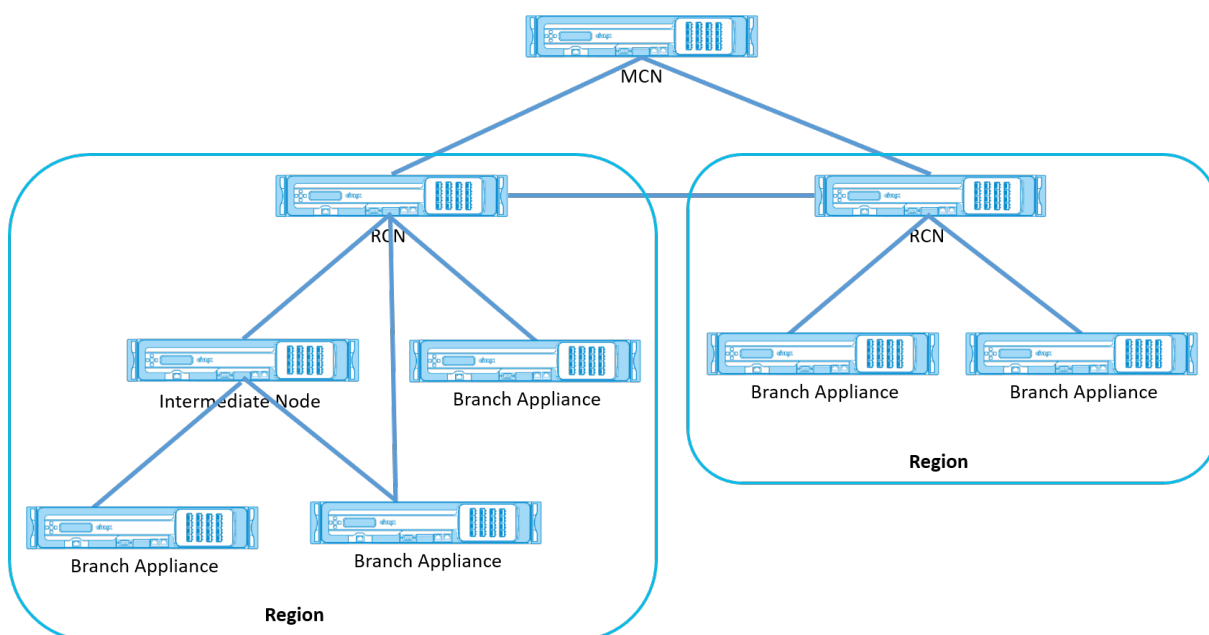 MCN
RCN
RCN
Intermediate Node
Branch Appliance
Branch Appliance
Branch Appliance
Region
Branch Appliance
Branch Appliance
Region